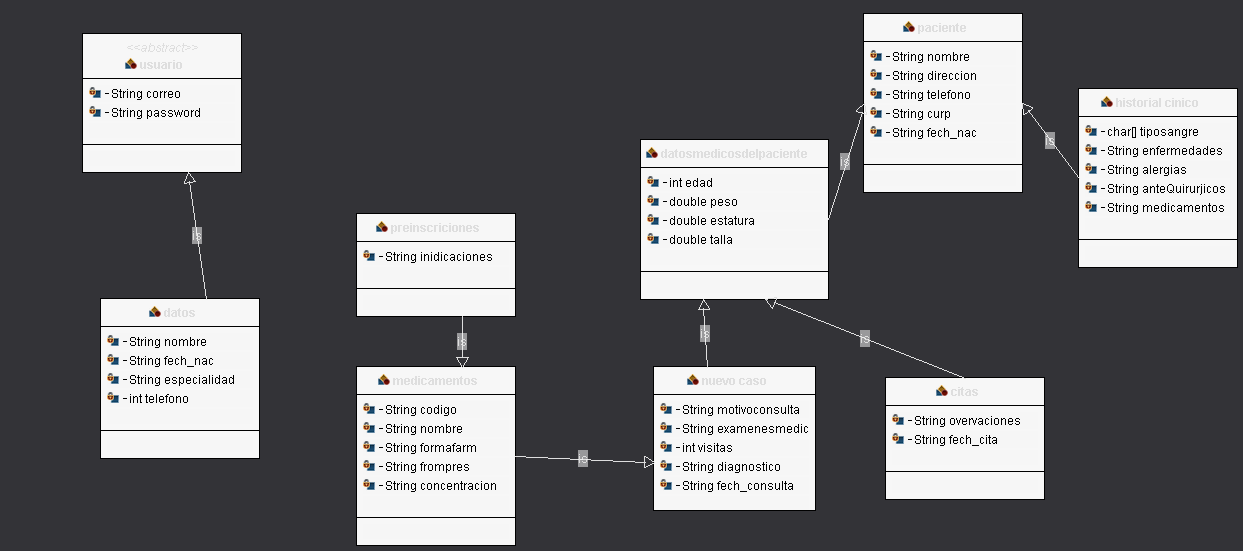 <<abstract>>
usuario
-String correo
-String password
is
datos
-String nombre
-String fech_nac
-String especialidad
-int telefono
preinscriciones
-String inidicaciones
is
medicamentos
-String codigo
-String nombre
-String formafarm
-String frompres
-String concentracion
is
datosmedicosdelpaciente
-int edad
-double peso
-double estatura
-double talla
is
is
is
nuevo caso
-String motivoconsulta
-String examenesmedic
-int visitas
-String diagnostico
-String fech_consulta
citas
-String overvaciones
-String fech_cita
paciente
-String nombre
-String direccion
-String telefono
-String curp
-String fech_nac
is
historial cinico
-char[] tiposangre
-String enfermedades
-String alergias
-String anteQuirurjicos
-String medicamentos